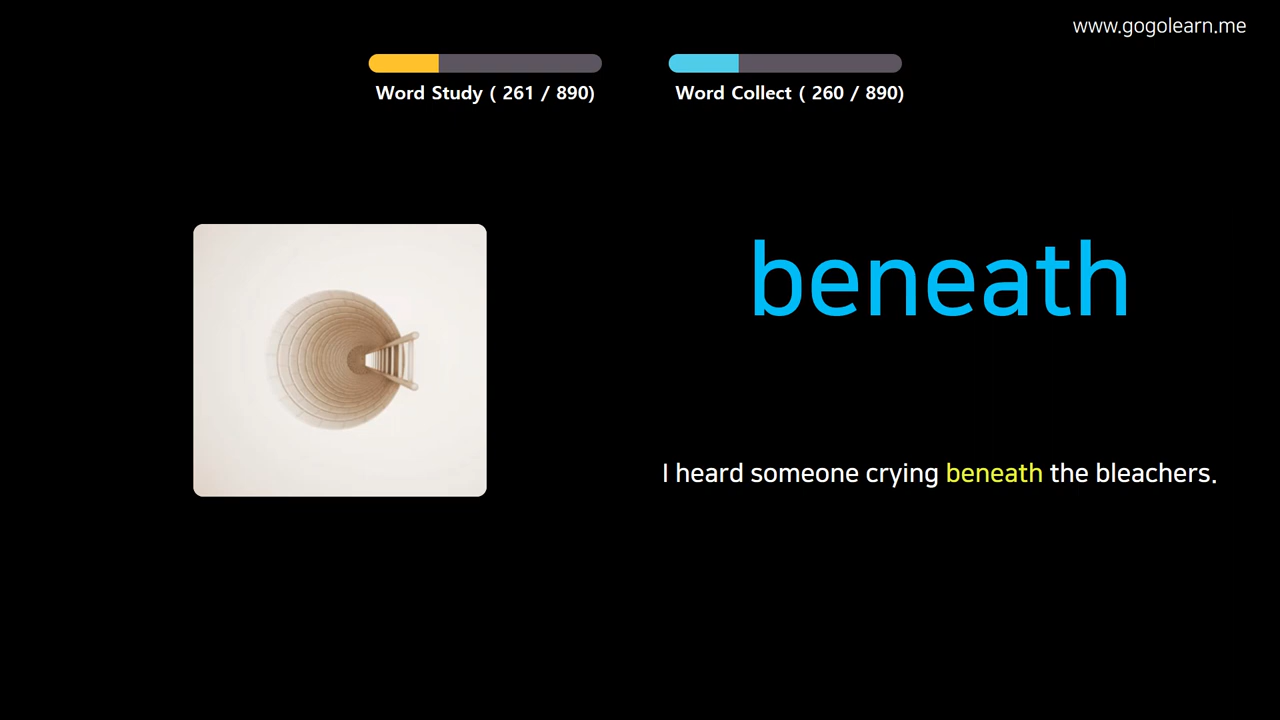 www.gogolearn.me
Word Study ( 261 / 890)
Word Collect ( 260 / 890)
beneath
I heard someone crying beneath the bleachers.